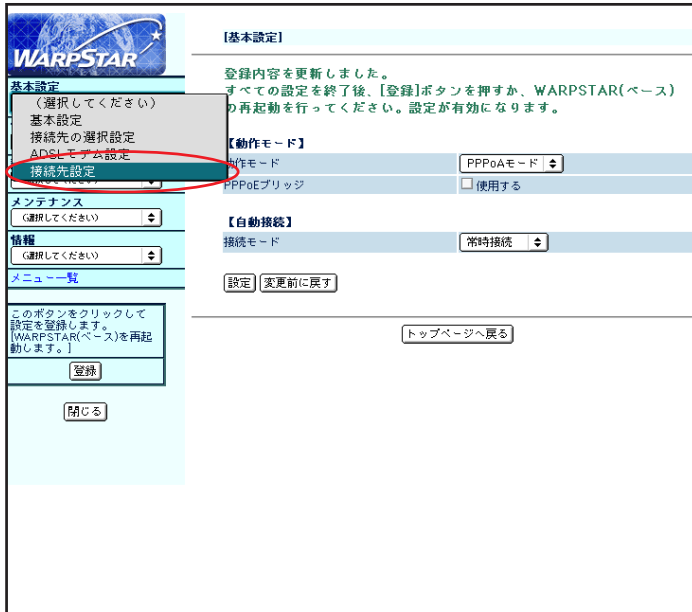 WARPSTAR
基本設定
(選択してください)
基本設定
接続先の選択設定
ADSLモデム設定
接続先設定
メンテナンス
(選択してください)
情報
(選択してください)
メニュー一覧
このボタンをクリックして
設定を登録します。
[WARPSTAR(ベース)を再起
動します。]
登録
閉じる
[基本設定]
登録内容を更新しました。
すべての設定を終了後、[登録]ボタンを押すか、WARPSTAR(ベース)
の再起動を行ってください。設定が有効になります。
【動作モード】
動作モード PPPoAモード
PPPoEブリッジ 使用する
【自動接続】
接続モード 常時接続
設定 変更前に戻す
トップページへ戻る